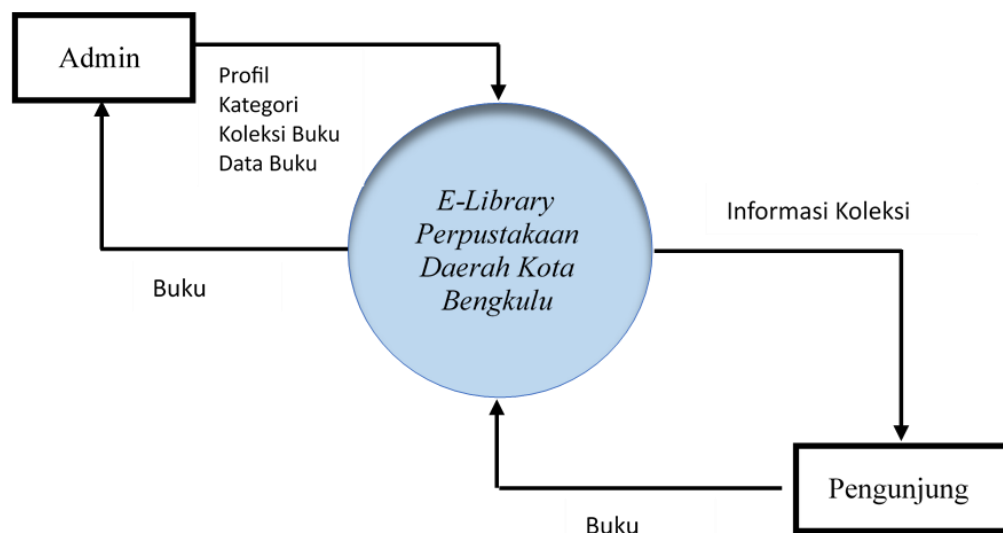 Admin
Profil
Kategori
Koleksi Buku
Data Buku
E-Library
Perpustakaan
Daerah Kota
Bengkulu
Informasi Koleksi
Buku
Pengunjung
Buku